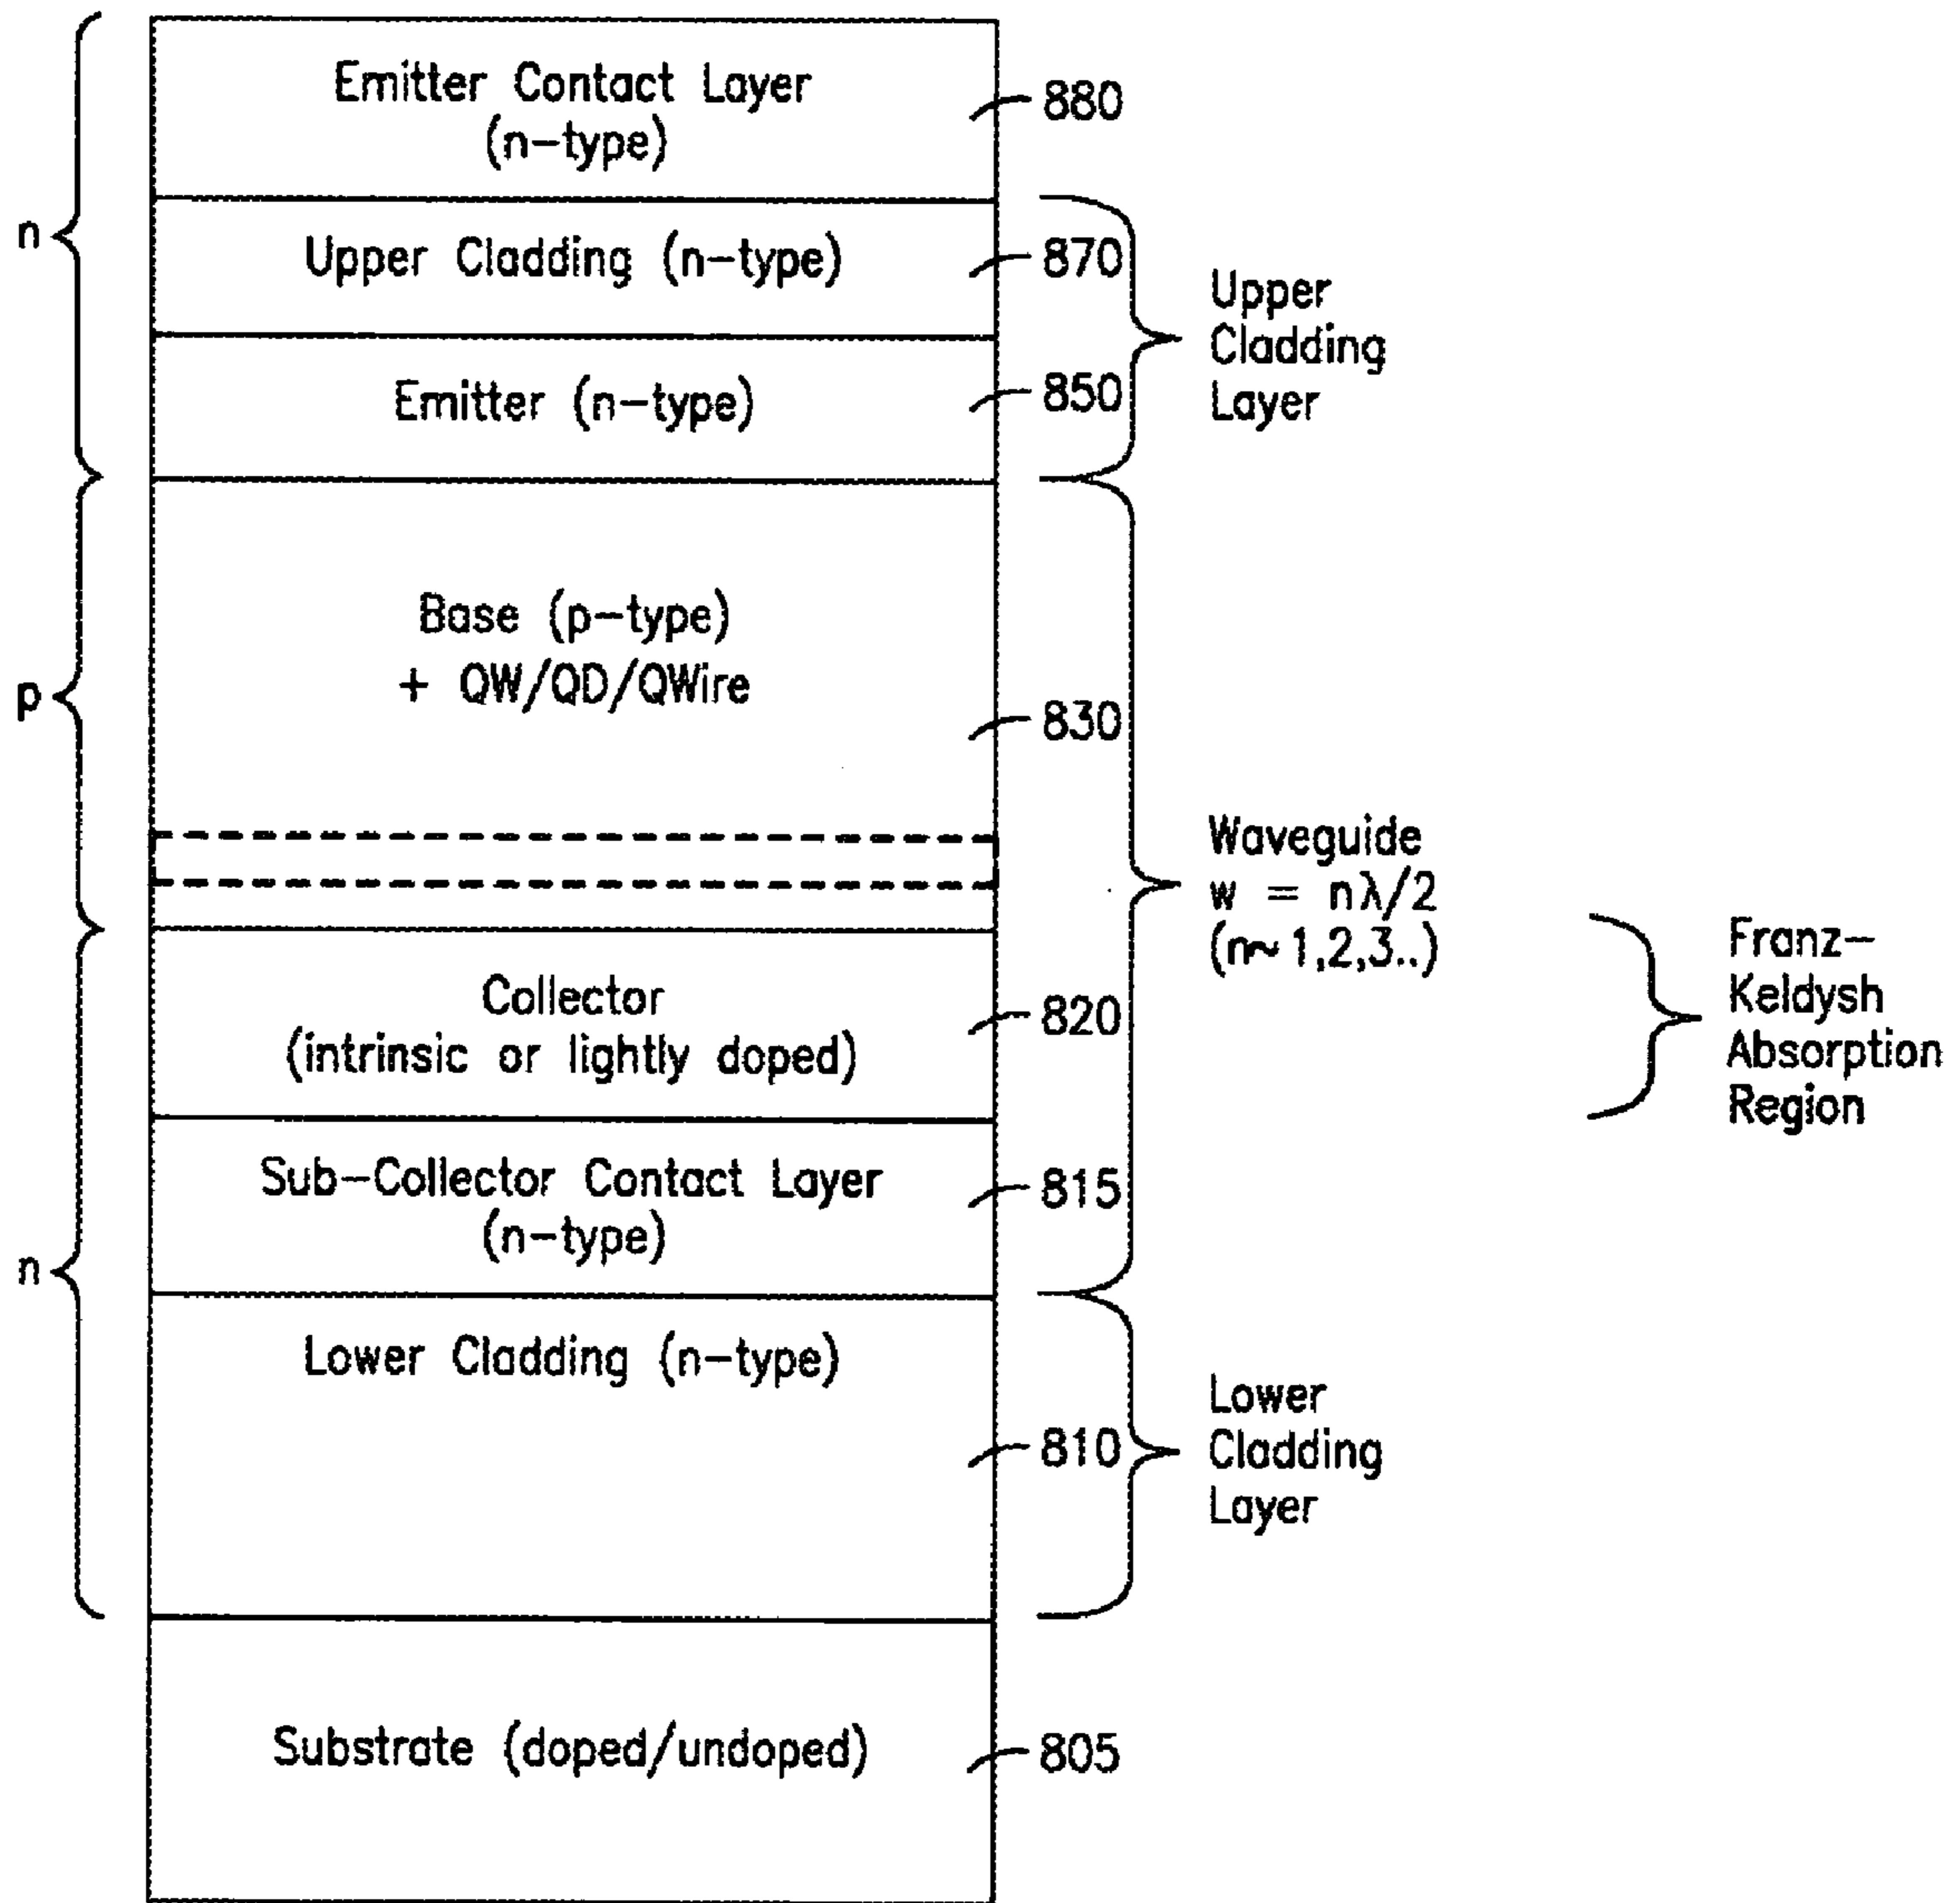 Emitter Contact Layer
(n-type)
880
n
Upper Cladding (n-type)
870
Upper
Cladding
Layer
Emitter (n-type)
850
p
Base (p-type)
+ QW/QD/QWire
830
Waveguide
w = nλ/2
(n~1,2,3..)
Franz-
Keldysh
Absorption
Region
Collector
(intrinsic or lightly doped)
820
Sub-Collector Contact Layer
(n-type)
815
n
Lower Cladding (n-type)
810
Lower
Cladding
Layer
Substrate (doped/undoped)
805